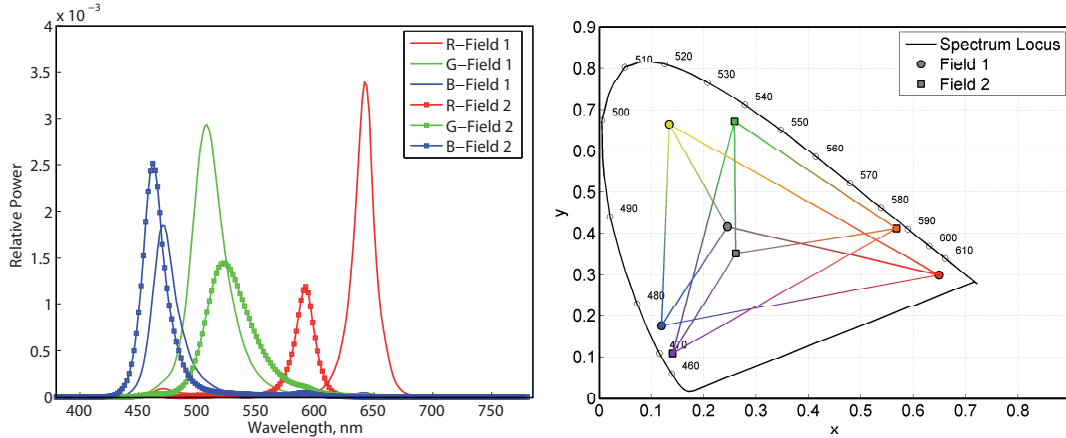 x 10⁻³
4
3.5
3
2.5
2
1.5
1
0.5
0
Relative Power
400 450 500 550 600 650 700 750
Wavelength, nm
R–Field 1
G–Field 1
B–Field 1
R–Field 2
G–Field 2
B–Field 2
0.9
0.8
0.7
0.6
0.5
0.4
0.3
0.2
0.1
0
y
0 0.1 0.2 0.3 0.4 0.5 0.6 0.7 0.8
x
Spectrum Locus
Field 1
Field 2
510
520
530
500
540
550
560
570
580
490
590
600
610
480
470
460